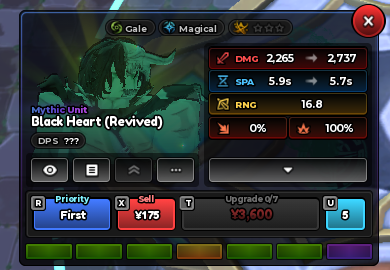 Gale
Magical
DMG 2,265 → 2,737
SPA 5.9s → 5.7s
RNG 16.8
0%
100%
Mythic Unit
Black Heart (Revived)
DPS ???
R
Priority
First
X
Sell
¥175
T
Upgrade 0/7
¥3,600
U
5